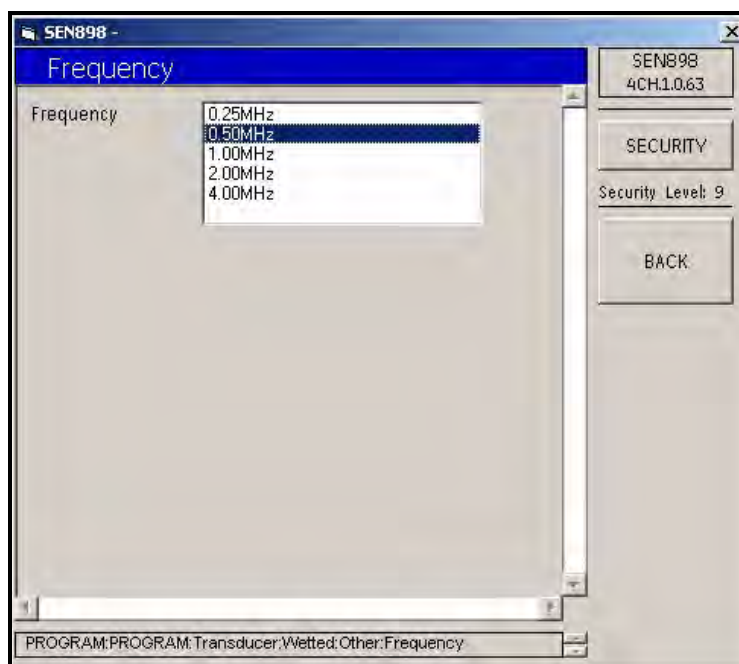 SEN898 -
Frequency
Frequency
0.25MHz
0.50MHz
1.00MHz
2.00MHz
4.00MHz
SEN898
4CH.1.0.63
SECURITY
Security Level: 9
BACK
PROGRAM:PROGRAM:Transducer:Wetted:Other:Frequency